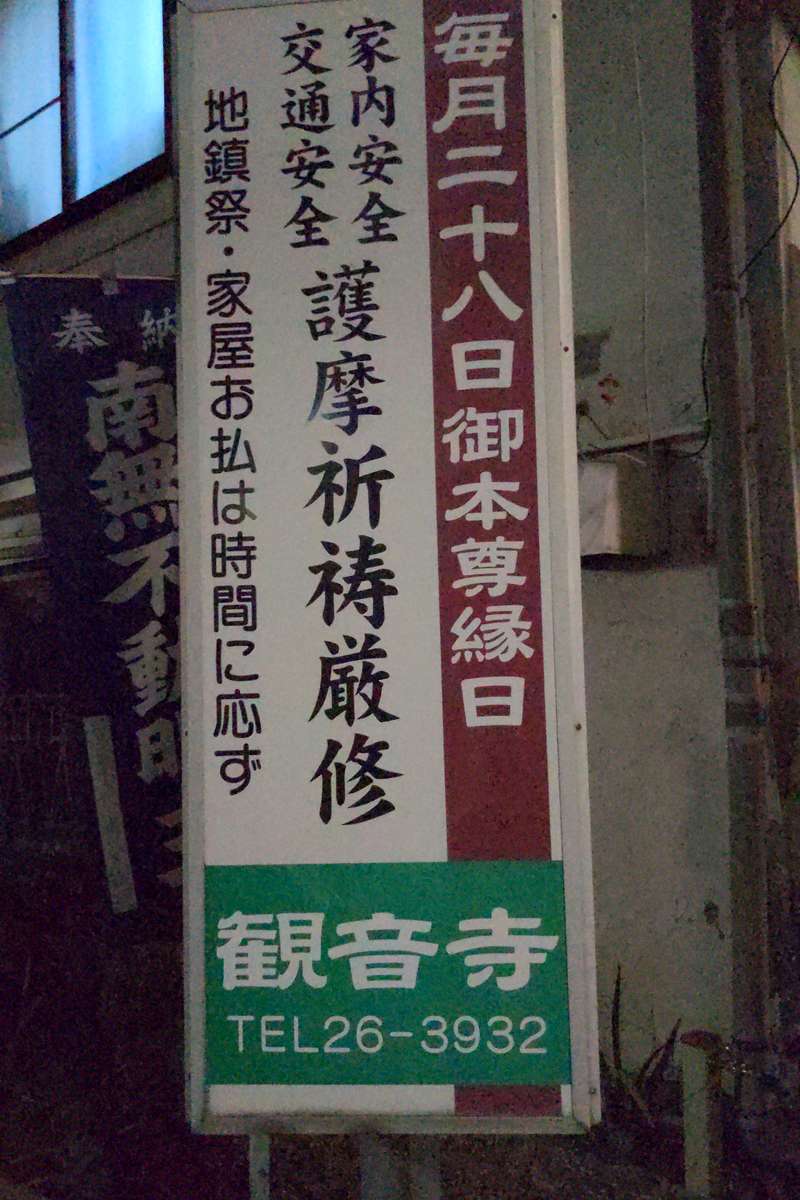 毎月二十八日御本尊縁日
家内安全
交通安全
護摩祈祷厳修
地鎮祭・家屋お払は時間に応ず
観音寺
TEL26-3932
奉納
南無不動明